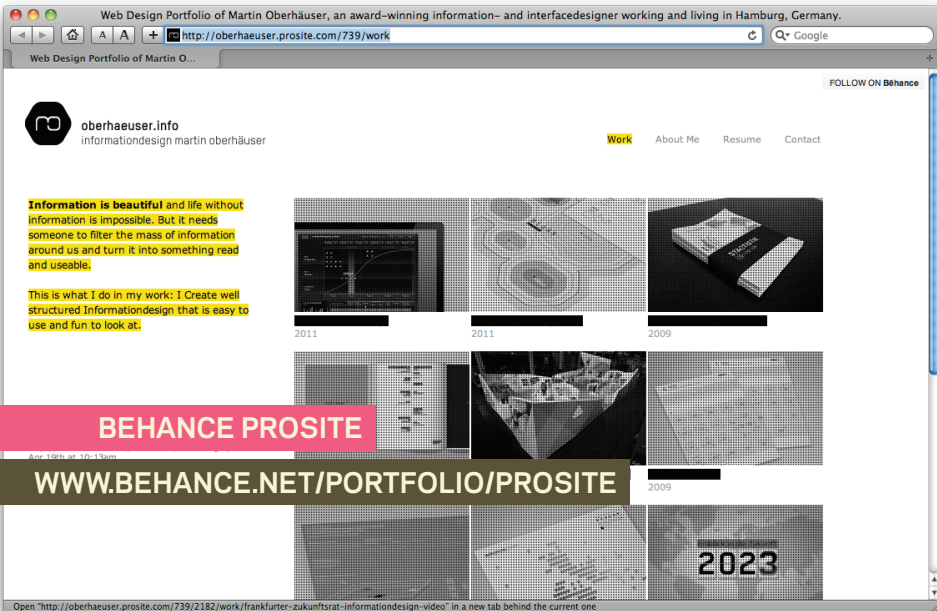 Web Design Portfolio of Martin Oberhäuser, an award-winning information- and interfacedesigner working and living in Hamburg, Germany.
A A + http://oberhaeuser.prosite.com/739/work Google
Web Design Portfolio of Martin O...
FOLLOW ON Bēhance
oberhaeuser.info
informationdesign martin oberhäuser
Work About Me Resume Contact
Information is beautiful and life without
information is impossible. But it needs
someone to filter the mass of information
around us and turn it into something read
and useable.
This is what I do in my work: I Create well
structured Informationdesign that is easy to
use and fun to look at.
2011 2011 2009
BEHANCE PROSITE
Apr 19th at 10:13am
WWW.BEHANCE.NET/PORTFOLIO/PROSITE
2009
2023
Open "http://oberhaeuser.prosite.com/739/2182/work/frankfurter-zukunftsrat-informationdesign-video" in a new tab behind the current one